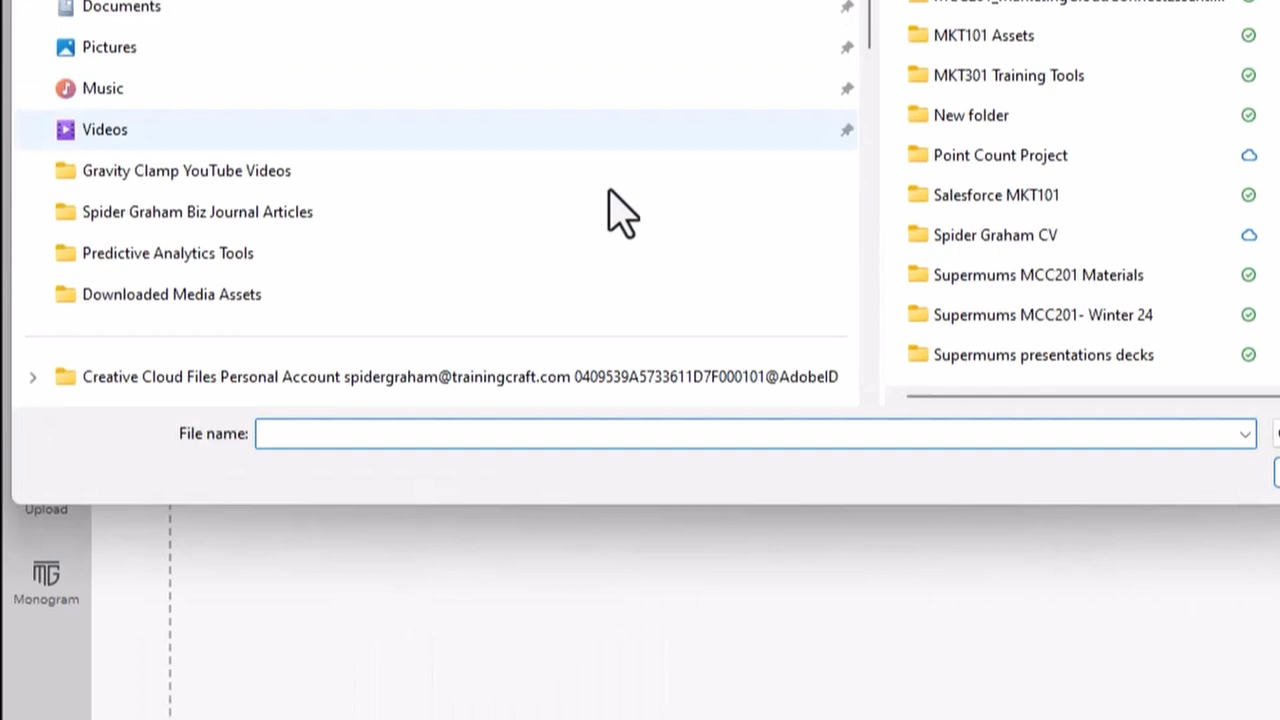 Documents
Pictures
Music
Videos
Gravity Clamp YouTube Videos
Spider Graham Biz Journal Articles
Predictive Analytics Tools
Downloaded Media Assets
Creative Cloud Files Personal Account spidergraham@trainingcraft.com 0409539A5733611D7F000101@AdobeID
MKT101 Assets
MKT301 Training Tools
New folder
Point Count Project
Salesforce MKT101
Spider Graham CV
Supermums MCC201 Materials
Supermums MCC201- Winter 24
Supermums presentations decks
File name:
Upload
Monogram